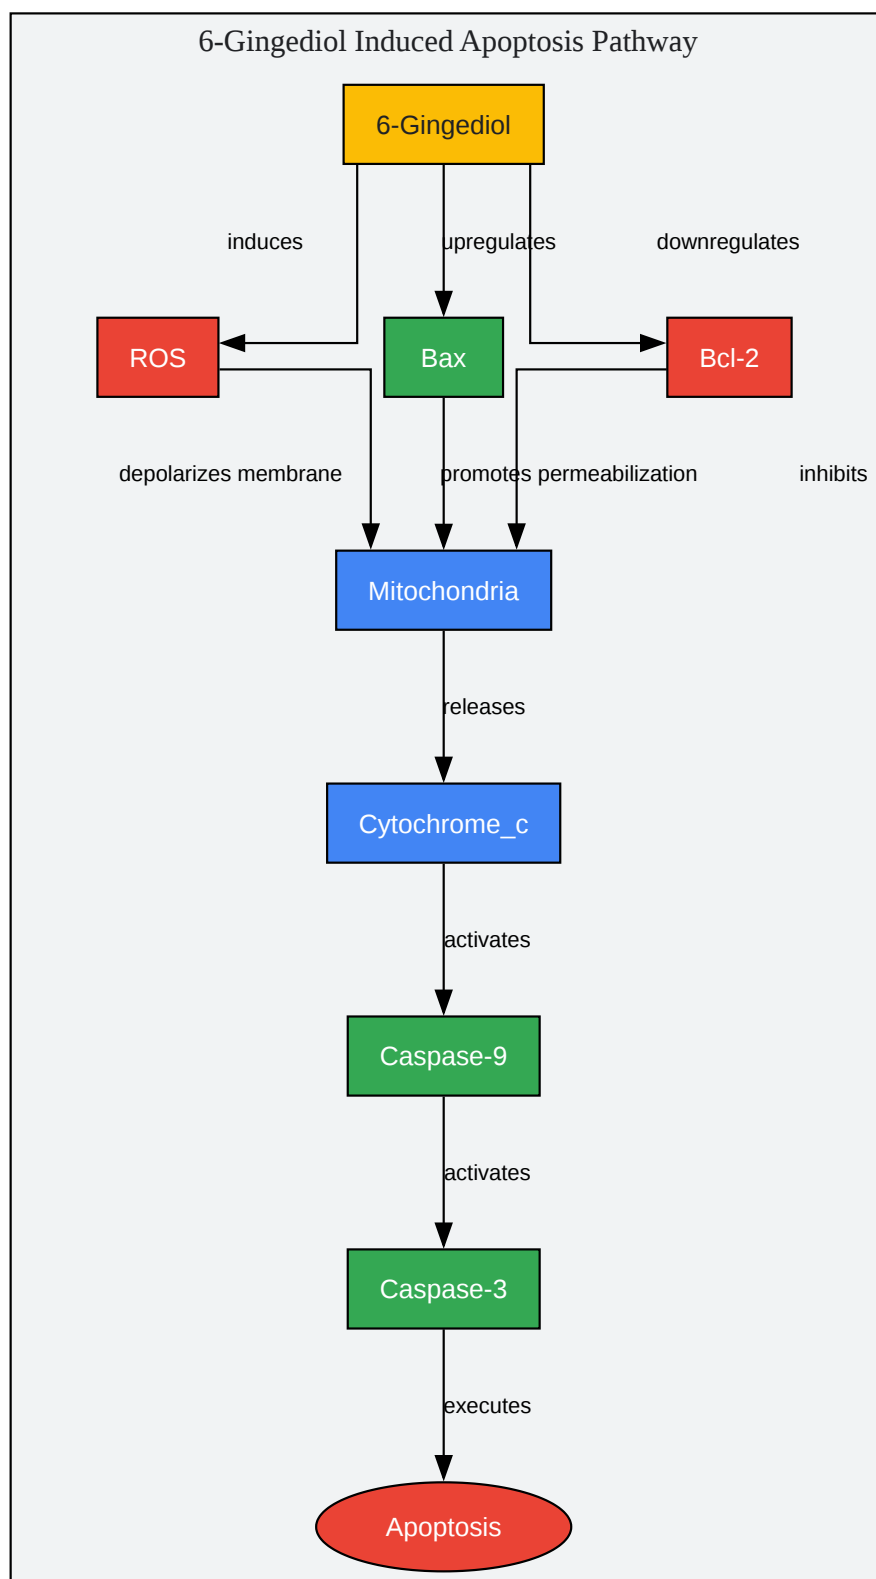 6-Gingediol Induced Apoptosis Pathway
6-Gingediol
induces
upregulates
downregulates
ROS
Bax
Bcl-2
depolarizes membrane
promotes permeabilization
inhibits
Mitochondria
releases
Cytochrome_c
activates
Caspase-9
activates
Caspase-3
executes
Apoptosis